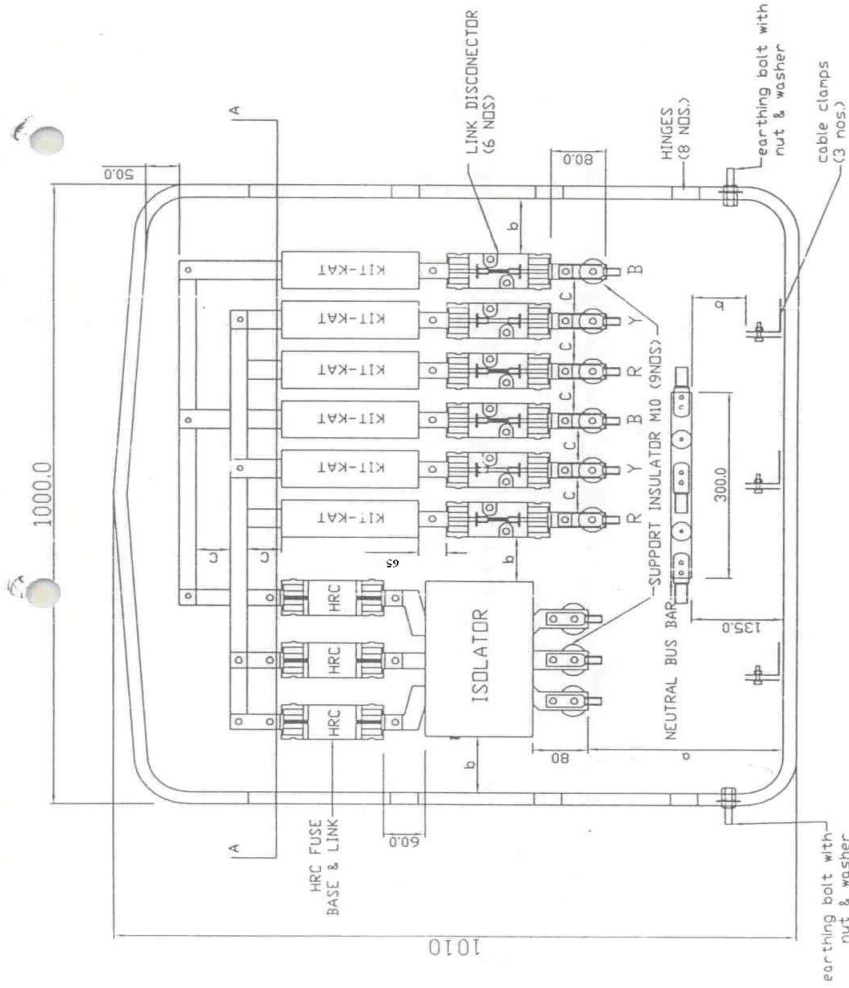 1000.0
50.0
A
A
LINK DISCONECTOR
(6 NOS)
80.0
HINGES
(8 NOS.)
earthing bolt with
nut & washer
cable clamps
(3 nos.)
KIT-KAT
KIT-KAT
KIT-KAT
KIT-KAT
KIT-KAT
KIT-KAT
C
C
65
HRC
HRC
HRC
b
b
b
C
C
C
C
C
R
Y
B
R
Y
B
ISOLATOR
SUPPORT INSULATOR M10 (9NOS)
NEUTRAL BUS BAR
300.0
135.0
b
80
a
60.0
HRC FUSE
BASE & LINK
1010
earthing bolt with
nut & washer